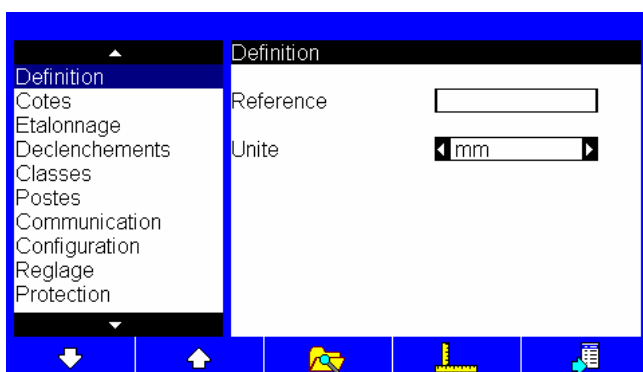 Definition
Cotes
Etalonnage
Declenchements
Classes
Postes
Communication
Configuration
Reglage
Protection
Definition
Reference
Unite mm